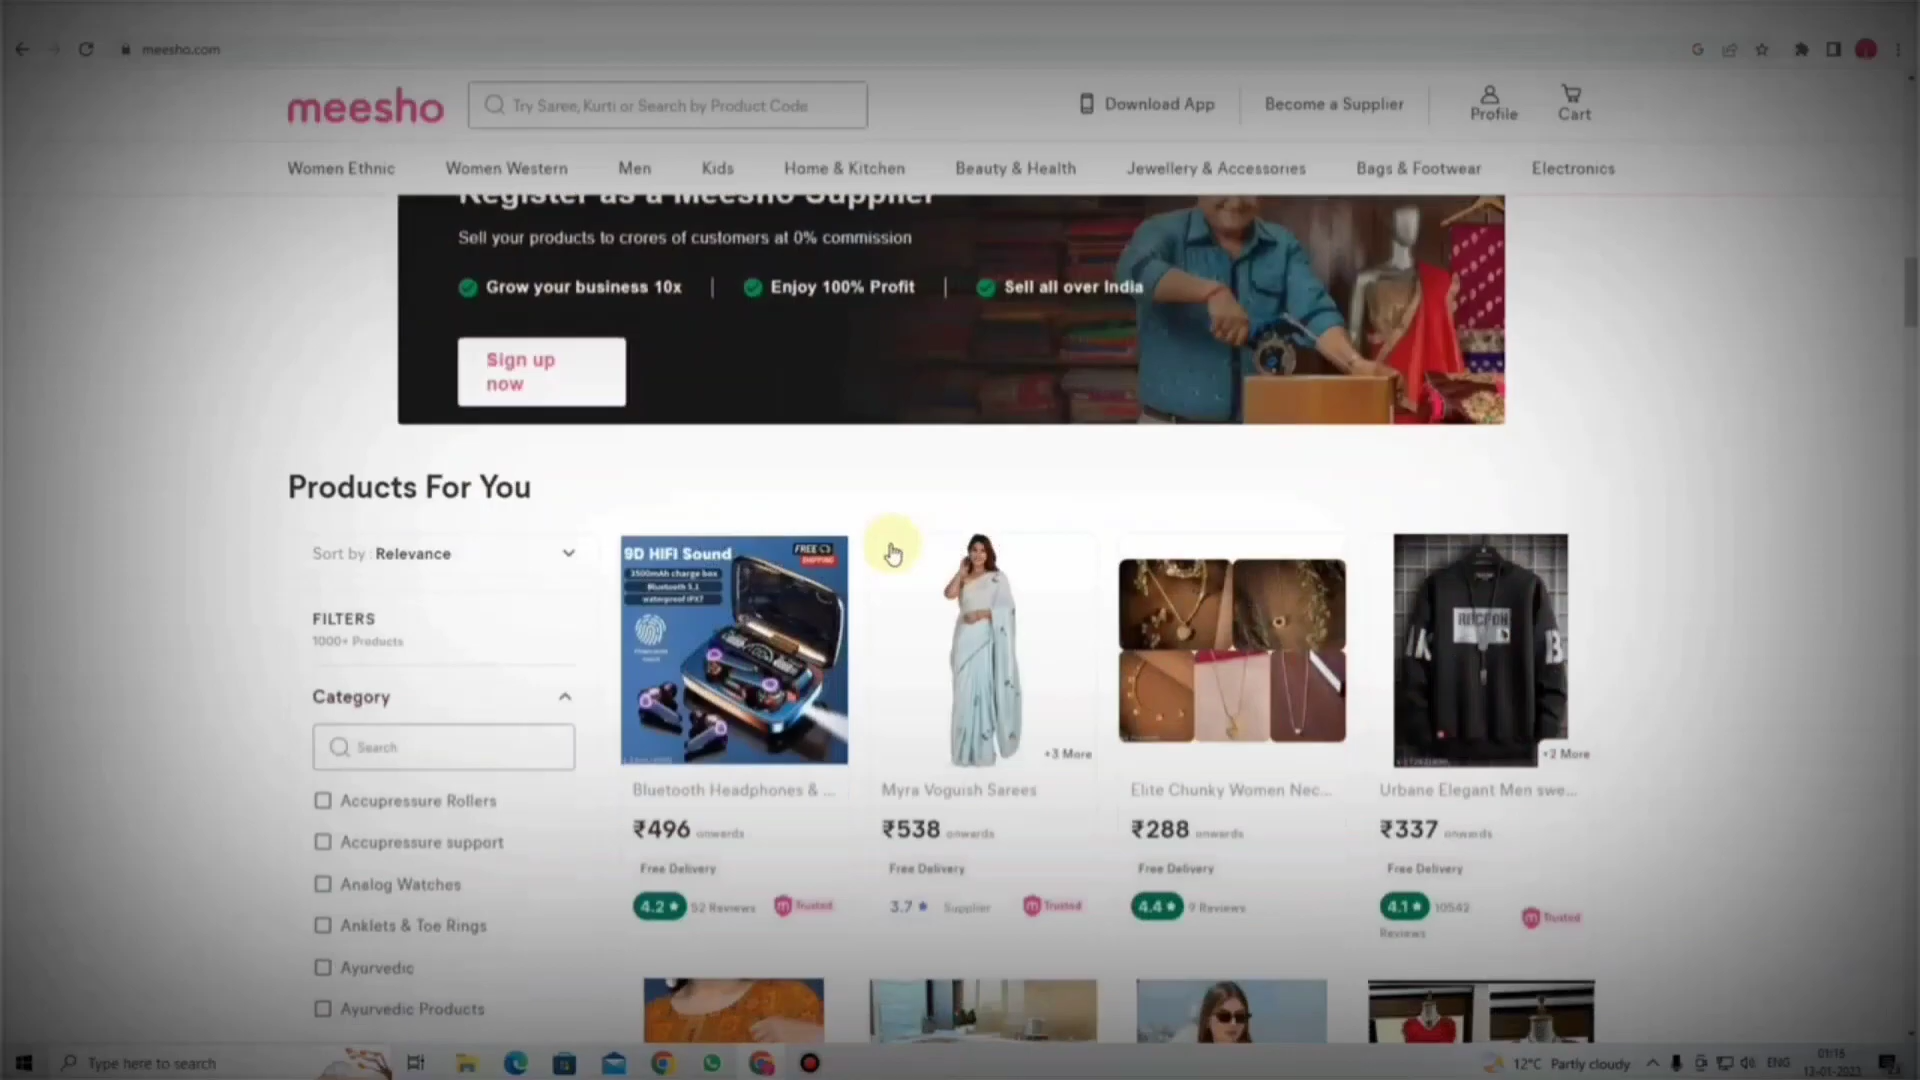 meesho.com
meesho
Try Saree, Kurti or Search by Product Code
Download App
Become a Supplier
Profile
Cart
Women Ethnic
Women Western
Men
Kids
Home & Kitchen
Beauty & Health
Jewellery & Accessories
Bags & Footwear
Electronics
Register as a Meesho Supplier
Sell your products to crores of customers at 0% commission
Grow your business 10x
Enjoy 100% Profit
Sell all over India
Sign up
now
Products For You
Sort by : Relevance
FILTERS
1000+ Products
Category
Search
Accupressure Rollers
Accupressure support
Analog Watches
Anklets & Toe Rings
Ayurvedic
Ayurvedic Products
9D HIFI Sound
FREE
SHIPPING
3500mAh charge box
Bluetooth 5.1
waterproof IPX7
Bluetooth Headphones & ...
₹496 onwards
Free Delivery
4.2 ★ 52 Reviews
m Trusted
+3 More
Myra Voguish Sarees
₹538 onwards
Free Delivery
3.7 ★ Supplier
m Trusted
Elite Chunky Women Nec...
₹288 onwards
Free Delivery
4.4 ★ 9 Reviews
+2 More
Urbane Elegant Men swe...
₹337 onwards
Free Delivery
4.1 ★ 10542
Reviews
m Trusted
Type here to search
12°C Partly cloudy
ENG
01:15
13-01-2023